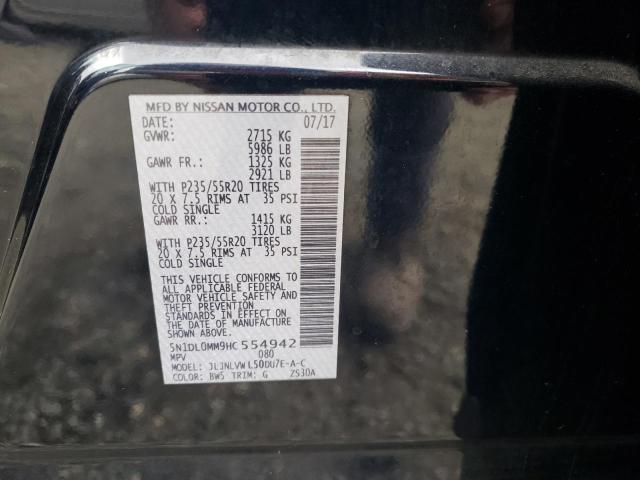 MFD BY NISSAN MOTOR CO., LTD.
DATE: 07/17
GVWR: 2715 KG
5986 LB
GAWR FR.: 1325 KG
2921 LB
WITH P235/55R20 TIRES
20 X 7.5 RIMS AT 35 PSI
COLD SINGLE
GAWR RR.: 1415 KG
3120 LB
WITH P235/55R20 TIRES
20 X 7.5 RIMS AT 35 PSI
COLD SINGLE
THIS VEHICLE CONFORMS TO
ALL APPLICABLE FEDERAL
MOTOR VEHICLE SAFETY AND
THEFT PREVENTION
STANDARDS IN EFFECT ON
THE DATE OF MANUFACTURE
SHOWN ABOVE.
5N1DL0MM9HC 554942
MPV 080
MODEL: JLJNLVW L50DU7E-A-C
COLOR: BW5 TRIM: G ZS30A